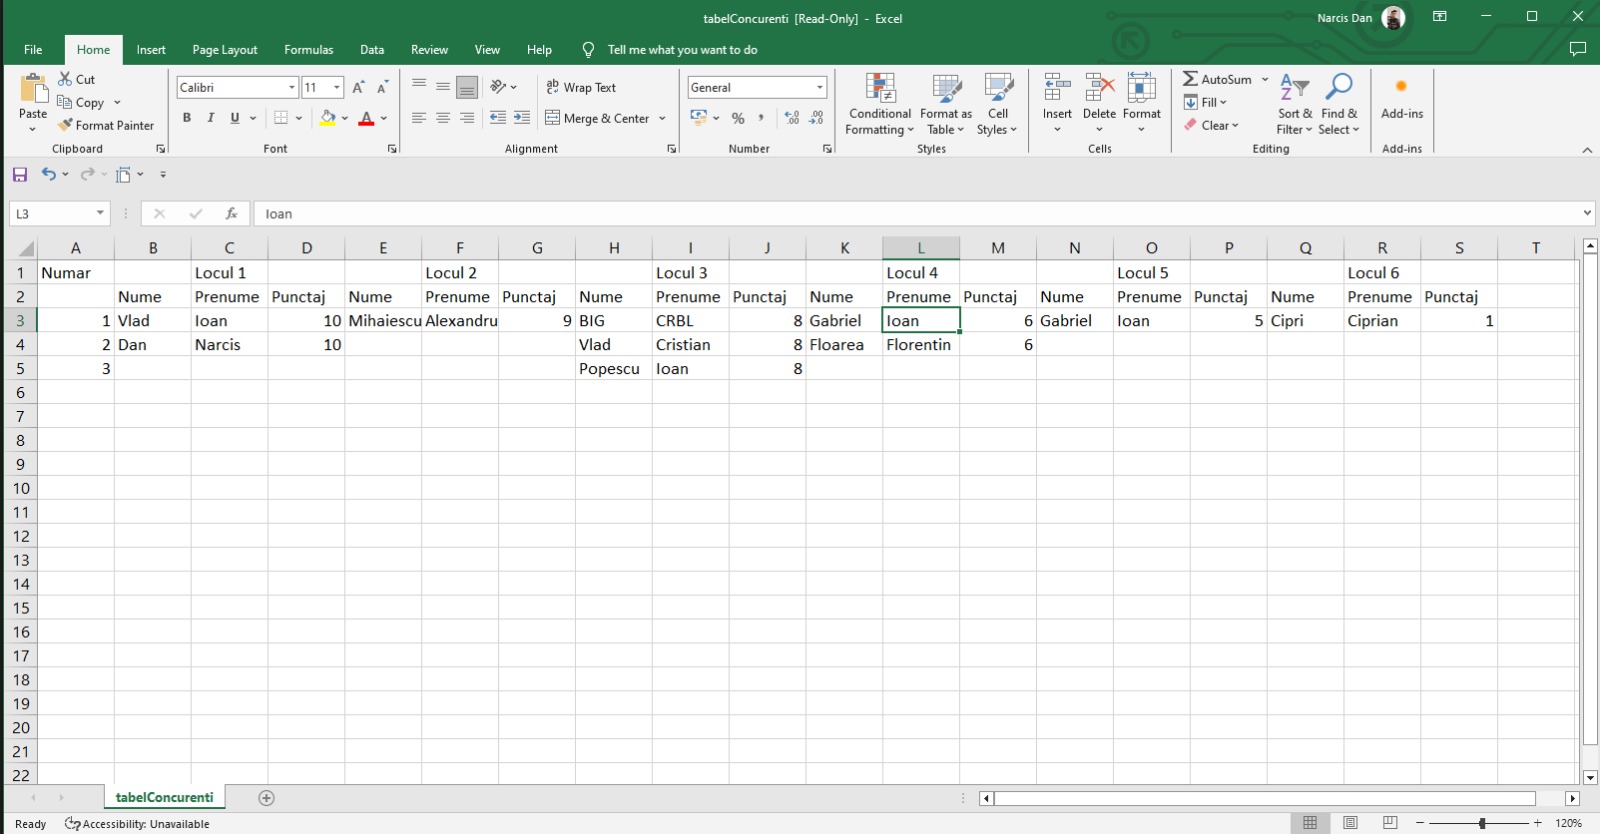 tabelConcurenti [Read-Only] - Excel
Narcis Dan
File Home Insert Page Layout Formulas Data Review View Help Tell me what you want to do
Paste
Cut
Copy
Format Painter
Clipboard
Calibri 11
B I U A
Font
Wrap Text
Merge & Center
Alignment
General
% ,
Number
Conditional Formatting
Format as Table
Cell Styles
Styles
Insert Delete Format
Cells
AutoSum
Fill
Clear
Sort & Filter
Find & Select
Editing
Add-ins
Add-ins
L3 fx Ioan
A B C D E F G H I J K L M N O P Q R S T
1 Numar Locul 1 Locul 2 Locul 3 Locul 4 Locul 5 Locul 6
2 Nume Prenume Punctaj Nume Prenume Punctaj Nume Prenume Punctaj Nume Prenume Punctaj Nume Prenume Punctaj Nume Prenume Punctaj
3 1 Vlad Ioan 10 Mihaiescu Alexandru 9 BIG CRBL 8 Gabriel Ioan 6 Gabriel Ioan 5 Cipri Ciprian 1
4 2 Dan Narcis 10 Vlad Cristian 8 Floarea Florentin 6
5 3 Popescu Ioan 8
6
7
8
9
10
11
12
13
14
15
16
17
18
19
20
21
22
tabelConcurenti
Ready Accessibility: Unavailable 120%